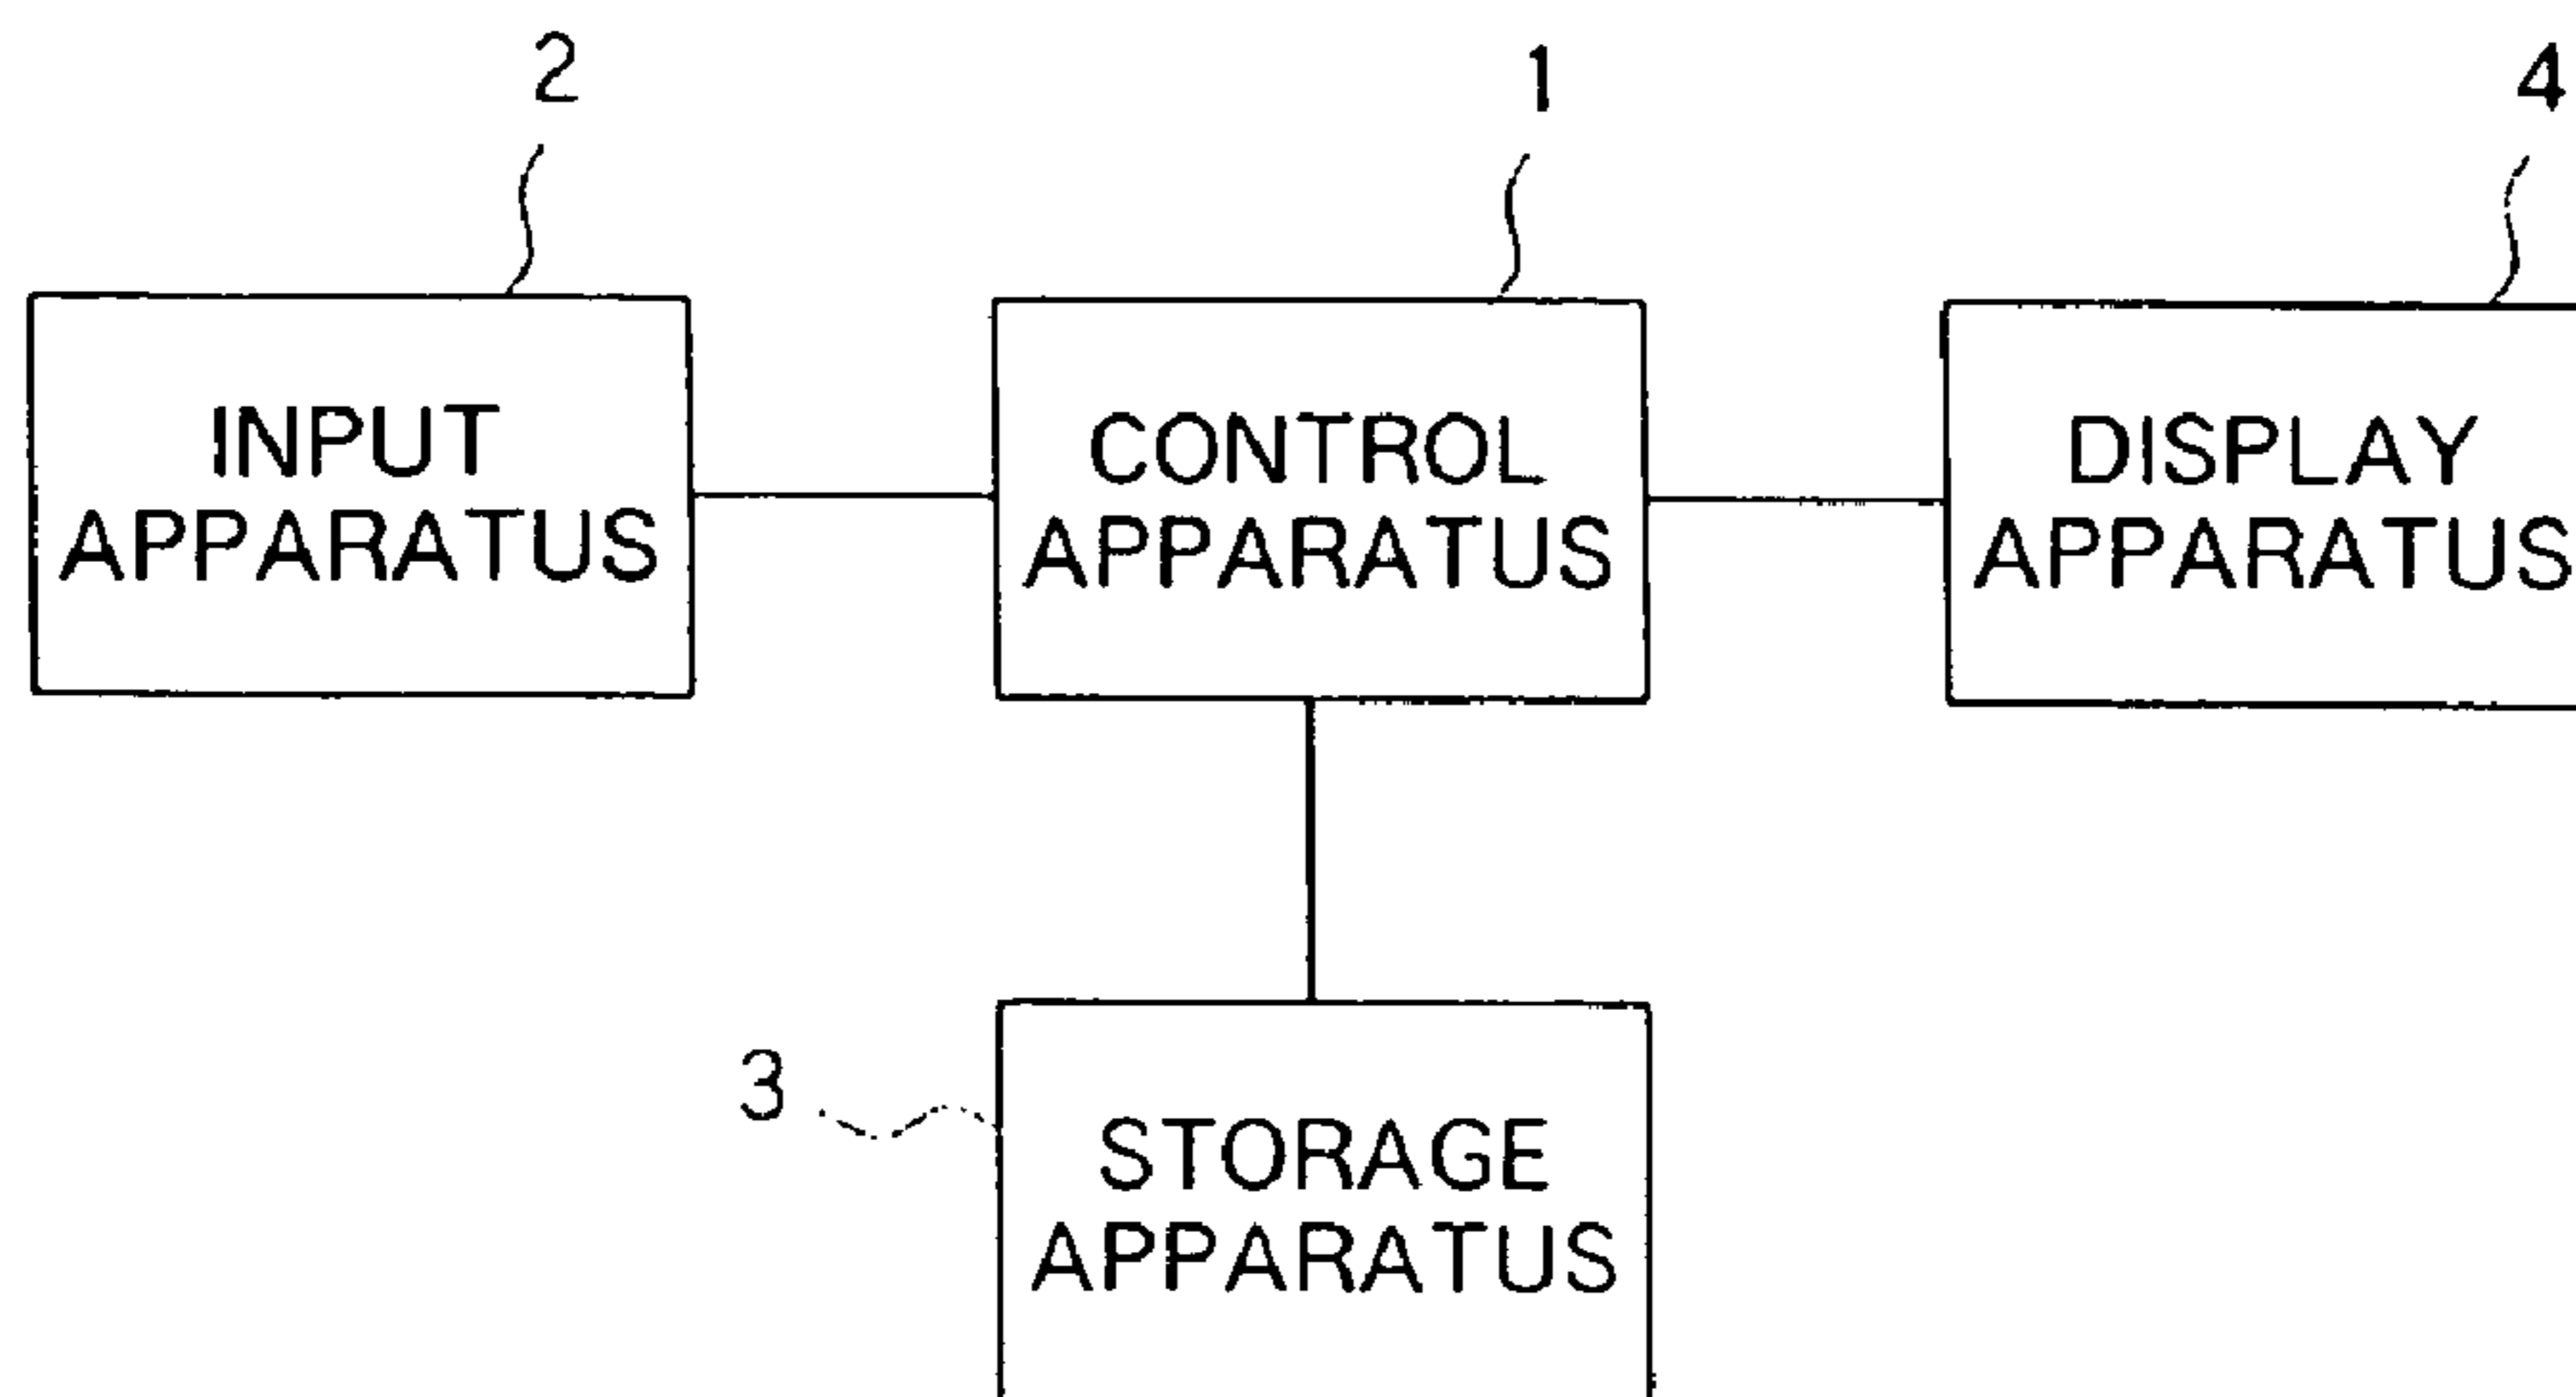 2
1
4
INPUT
APPARATUS
CONTROL
APPARATUS
DISPLAY
APPARATUS
3
STORAGE
APPARATUS